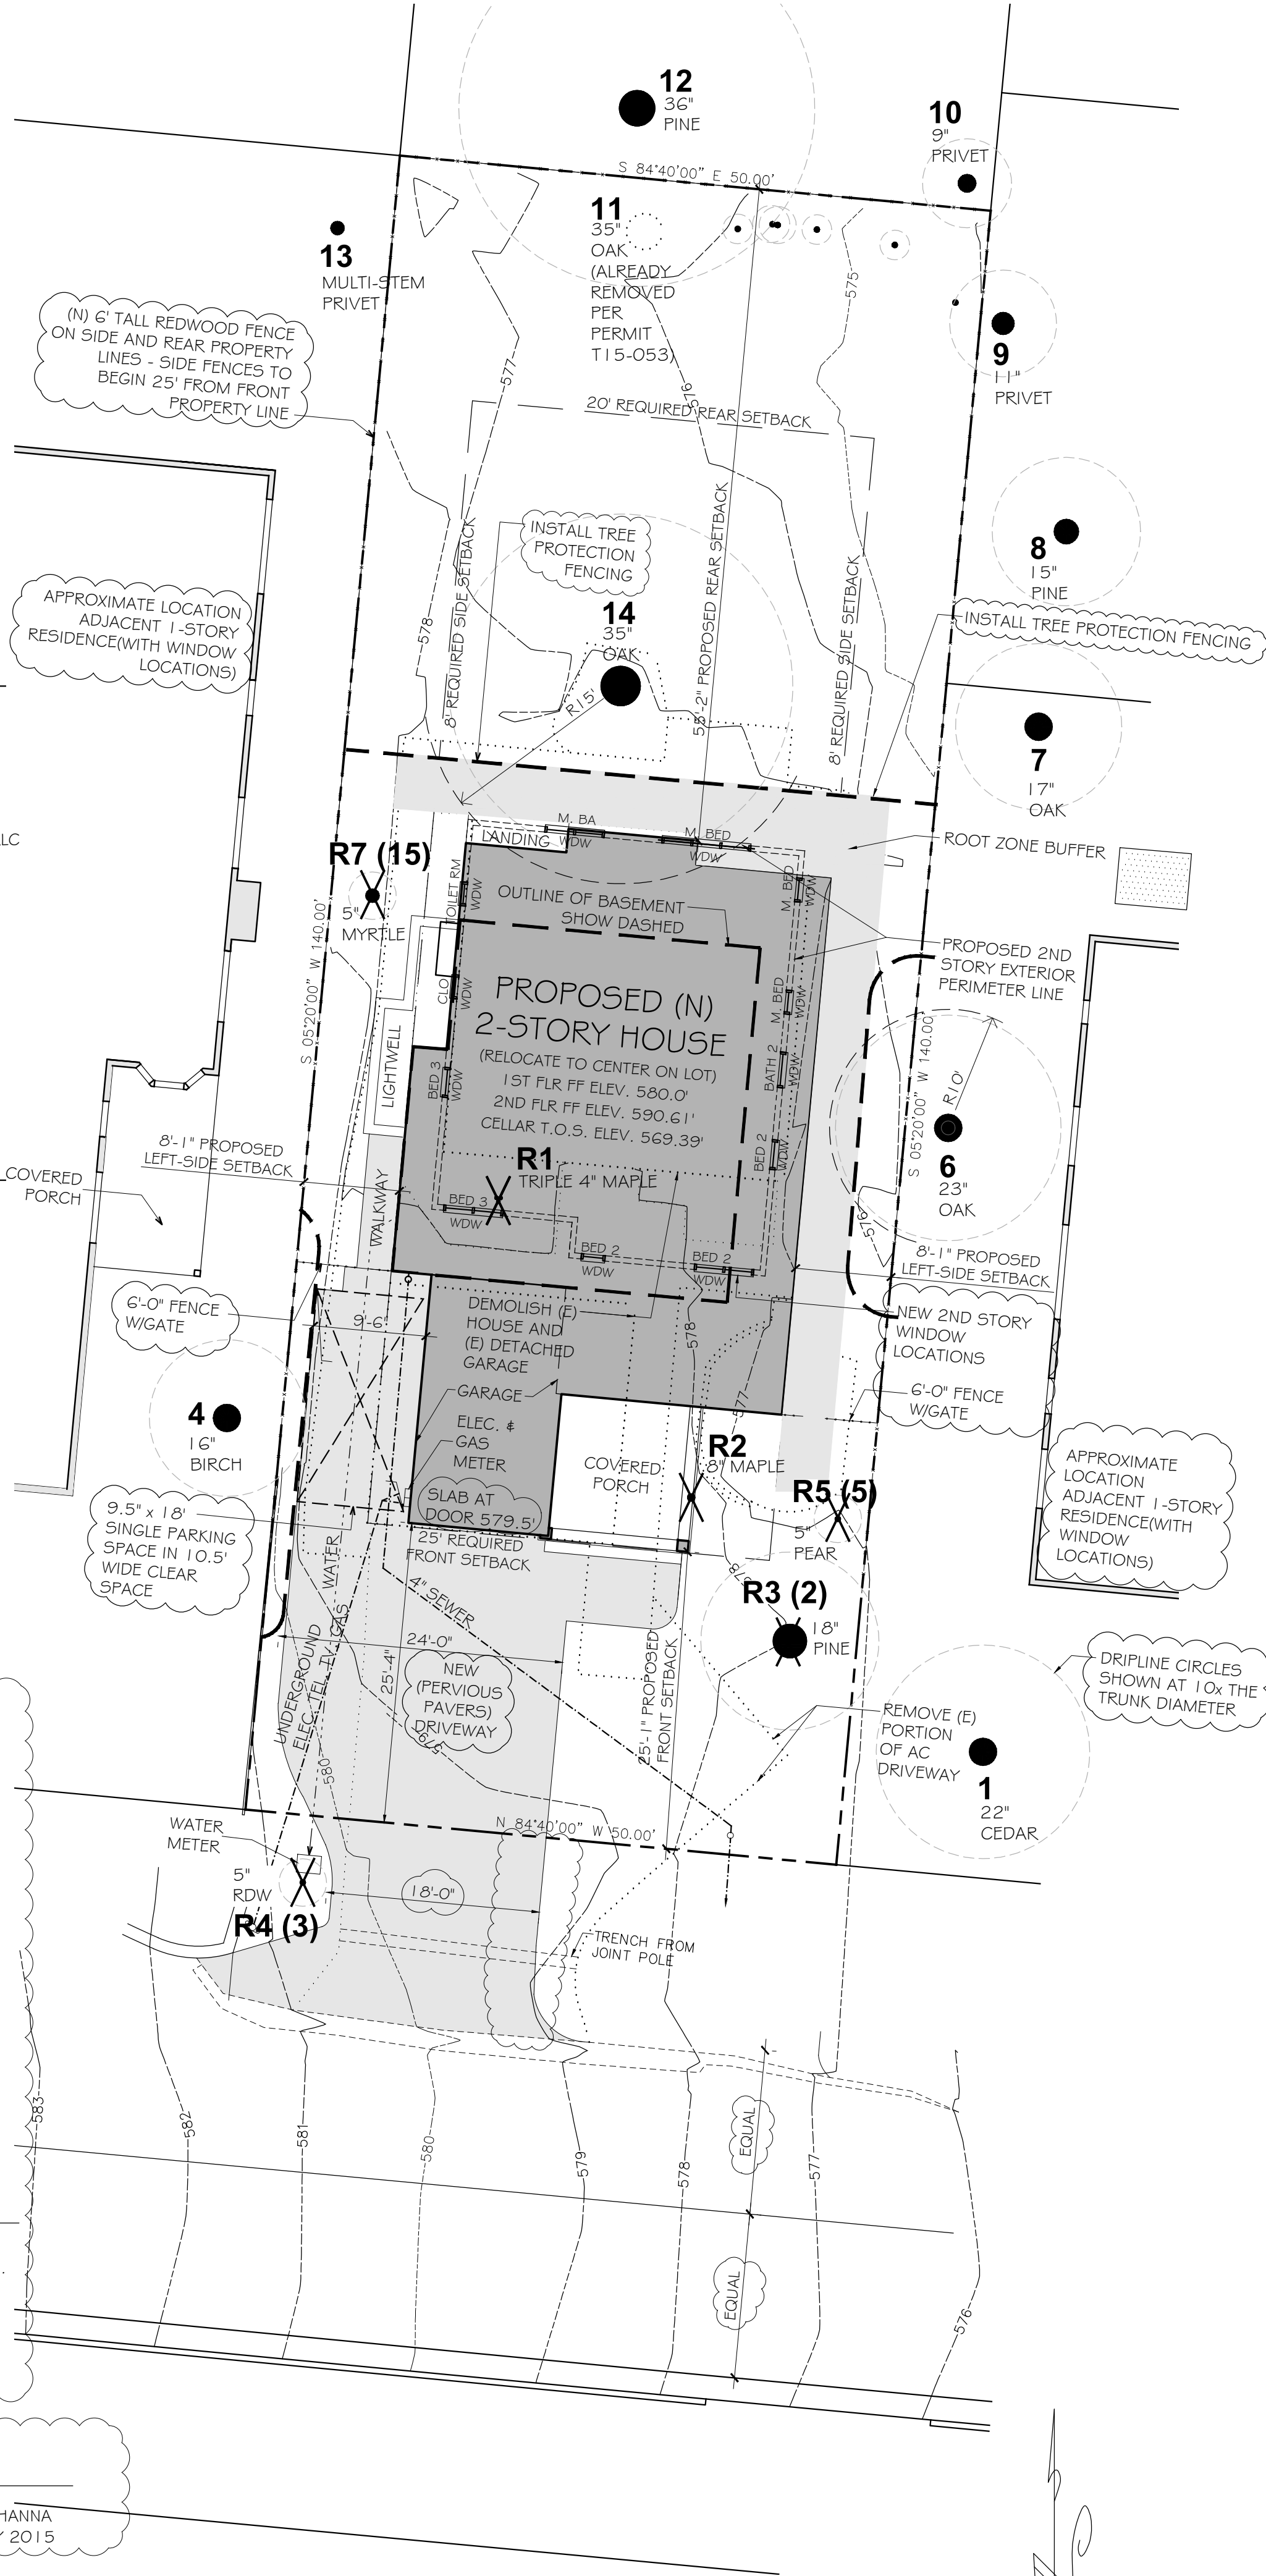 12
36"
PINE
10
9"
PRIVET
S 84°40'00" E 50.00'
11
35"
OAK
(ALREADY
REMOVED
PER
PERMIT
T15-053)
13
MULTI-STEM
PRIVET
575
(N) 6' TALL REDWOOD FENCE
ON SIDE AND REAR PROPERTY
LINES - SIDE FENCES TO
BEGIN 25' FROM FRONT
PROPERTY LINE
577
576
9
11"
PRIVET
20' REQUIRED REAR SETBACK
8
15"
PINE
INSTALL TREE
PROTECTION
FENCING
8' REQUIRED SIDE SETBACK
55'-2" PROPOSED REAR SETBACK
8' REQUIRED SIDE SETBACK
APPROXIMATE LOCATION
ADJACENT 1-STORY
RESIDENCE(WITH WINDOW
LOCATIONS)
578
14
35"
OAK
R15'
INSTALL TREE PROTECTION FENCING
7
17"
OAK
LC
M. BA
WDW
M. BED
WDW
LANDING
ROOT ZONE BUFFER
R7 (15)
5"
MYRTLE
TOILET RM
WDW
M. BED
WDW
OUTLINE OF BASEMENT
SHOW DASHED
S 05°20'00" W 140.00'
PROPOSED 2ND
STORY EXTERIOR
PERIMETER LINE
CLO
WDW
PROPOSED (N)
2-STORY HOUSE
(RELOCATE TO CENTER ON LOT)
1ST FLR FF ELEV. 580.0'
2ND FLR FF ELEV. 590.61'
CELLAR T.O.S. ELEV. 569.39'
M. BED
WDW
LIGHTWELL
BED 3
WDW
BATH 2
WDW
S 05°20'00" W 140.00'
R10'
6
23"
OAK
8'-1" PROPOSED
LEFT-SIDE SETBACK
COVERED
PORCH
R1
TRIPLE 4" MAPLE
BED 2
WDW
WALKWAY
BED 3
WDW
576
BED 2
WDW
BED 2
WDW
8'-1" PROPOSED
LEFT-SIDE SETBACK
6'-0" FENCE
W/GATE
9'-6"
DEMOLISH (E)
HOUSE AND
(E) DETACHED
GARAGE
578
NEW 2ND STORY
WINDOW
LOCATIONS
GARAGE
577
6'-0" FENCE
W/GATE
4
16"
BIRCH
ELEC. &
GAS
METER
COVERED
PORCH
R2
8" MAPLE
R5 (5)
5"
PEAR
APPROXIMATE
LOCATION
ADJACENT 1-STORY
RESIDENCE(WITH
WINDOW
LOCATIONS)
9.5" x 18'
SINGLE PARKING
SPACE IN 10.5'
WIDE CLEAR
SPACE
SLAB AT
DOOR 579.5'
25' REQUIRED
FRONT SETBACK
WATER
4" SEWER
578
R3 (2)
18"
PINE
UNDERGROUND
ELEC, TEL, TV, GAS
24'-0"
25'-4"
NEW
(PERVIOUS
PAVERS)
DRIVEWAY
579
25'-1" PROPOSED
FRONT SETBACK
DRIPLINE CIRCLES
SHOWN AT 10x THE
TRUNK DIAMETER
REMOVE (E)
PORTION
OF AC
DRIVEWAY
580
1
22"
CEDAR
WATER
METER
N 84°40'00" W 50.00'
5"
RDW
R4 (3)
18'-0"
TRENCH FROM
JOINT POLE
583
582
581
580
579
578
EQUAL
577
EQUAL
576
HANNA
Y 2015